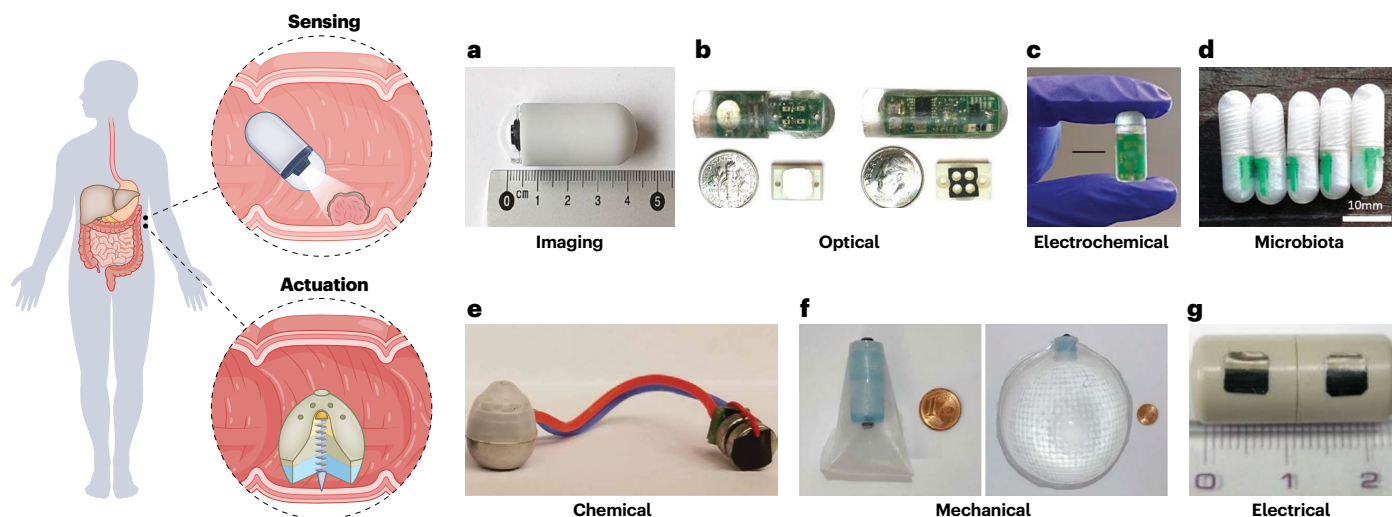 Sensing
a
b
c
d
0 cm 1 2 3 4 5
10mm
Imaging
Optical
Electrochemical
Microbiota
Actuation
e
f
g
1
0 1 2
Chemical
Mechanical
Electrical